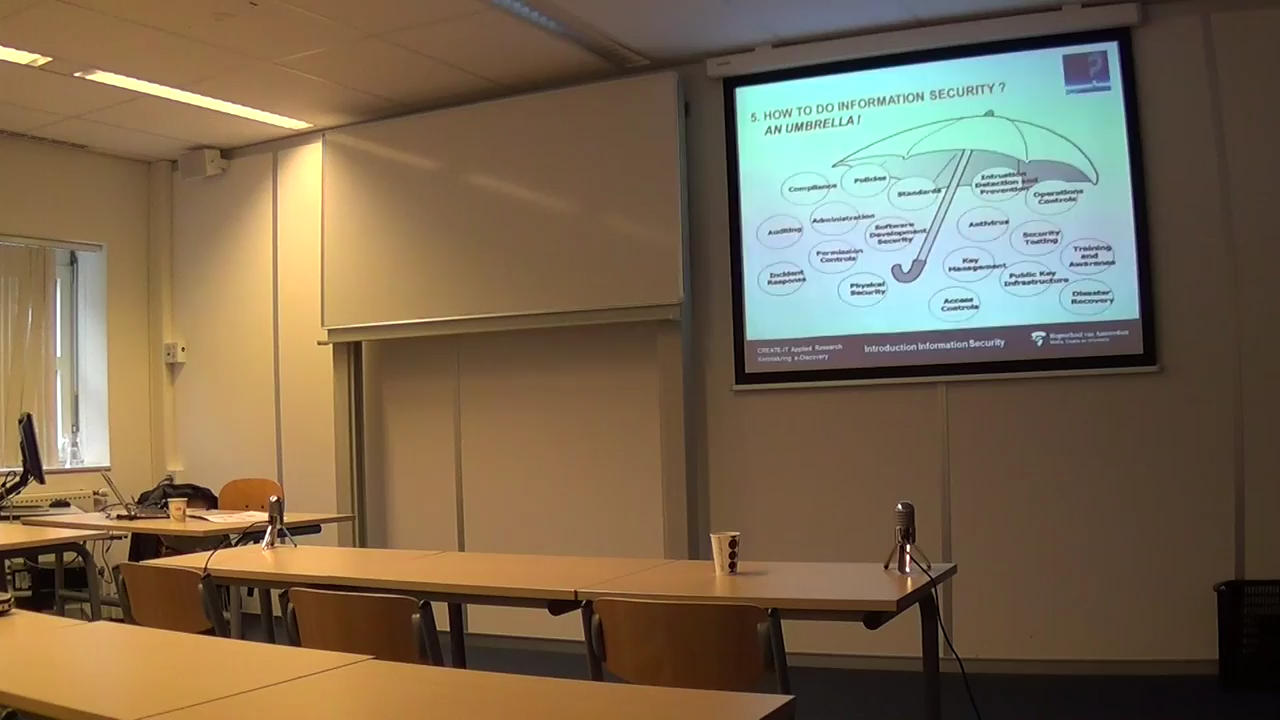 5. HOW TO DO INFORMATION SECURITY ?
AN UMBRELLA !
Compliance
Policies
Standards
Intrustion
Detection and
Prevention
Operations
Controls
Auditing
Administration
Software
Development
Security
Antivirus
Security
Testing
Permission
Controls
Key
Management
Training
and
Awareness
Incident
Response
Physical
Security
Public Key
Infrastructure
Access
Controls
Disaster
Recovery
CREATE-IT Applied Research
e-Discovery
Introduction Information Security
Hogeschool van Amsterdam